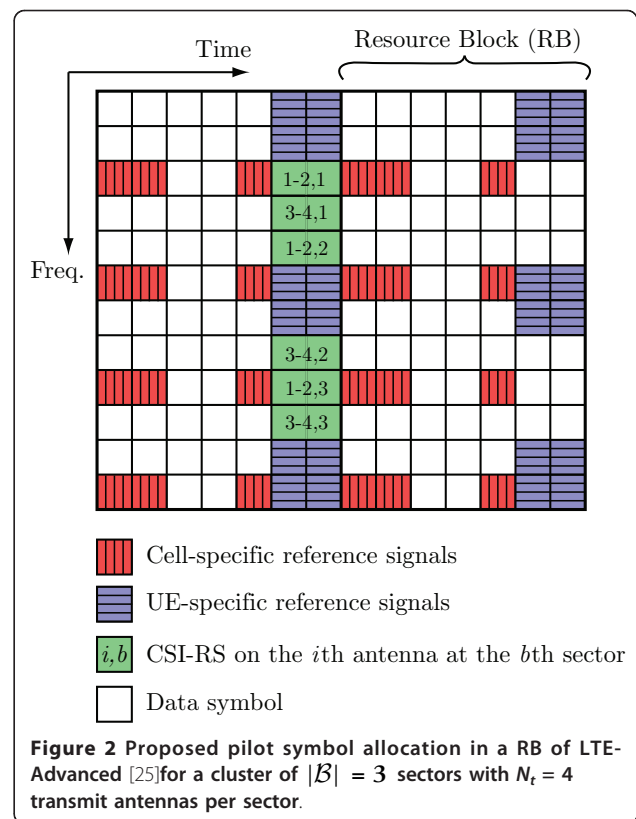 Resource Block (RB)
Time
Freq.
1-2,1
3-4,1
1-2,2
3-4,2
1-2,3
3-4,3
Cell-specific reference signals
UE-specific reference signals
i,b CSI-RS on the ith antenna at the bth sector
Data symbol
Figure 2 Proposed pilot symbol allocation in a RB of LTE-
Advanced [25]for a cluster of |ℬ| = 3 sectors with Nt = 4
transmit antennas per sector.